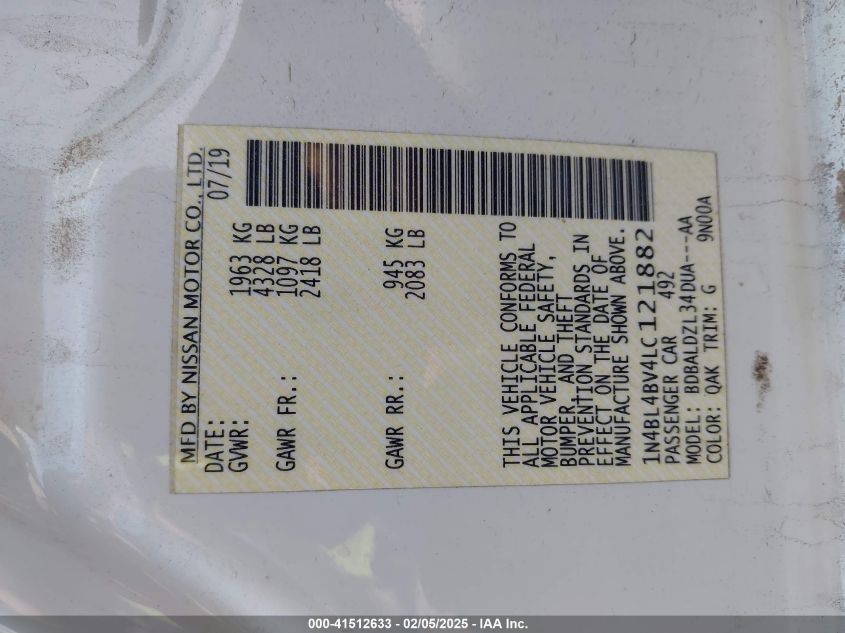 MFD BY NISSAN MOTOR CO., LTD.
DATE: 07/19
GVWR: 1963 KG
4328 LB
GAWR FR.: 1097 KG
2418 LB
GAWR RR.: 945 KG
2083 LB
THIS VEHICLE CONFORMS TO
ALL APPLICABLE FEDERAL
MOTOR VEHICLE SAFETY,
BUMPER, AND THEFT
PREVENTION STANDARDS IN
EFFECT ON THE DATE OF
MANUFACTURE SHOWN ABOVE.
1N4BL4BV4LC121882
PASSENGER CAR 492
MODEL: BDBALDZL34DUA---AA
COLOR: QAK TRIM: G 9N00A
000-41512633 - 02/05/2025 - IAA Inc.